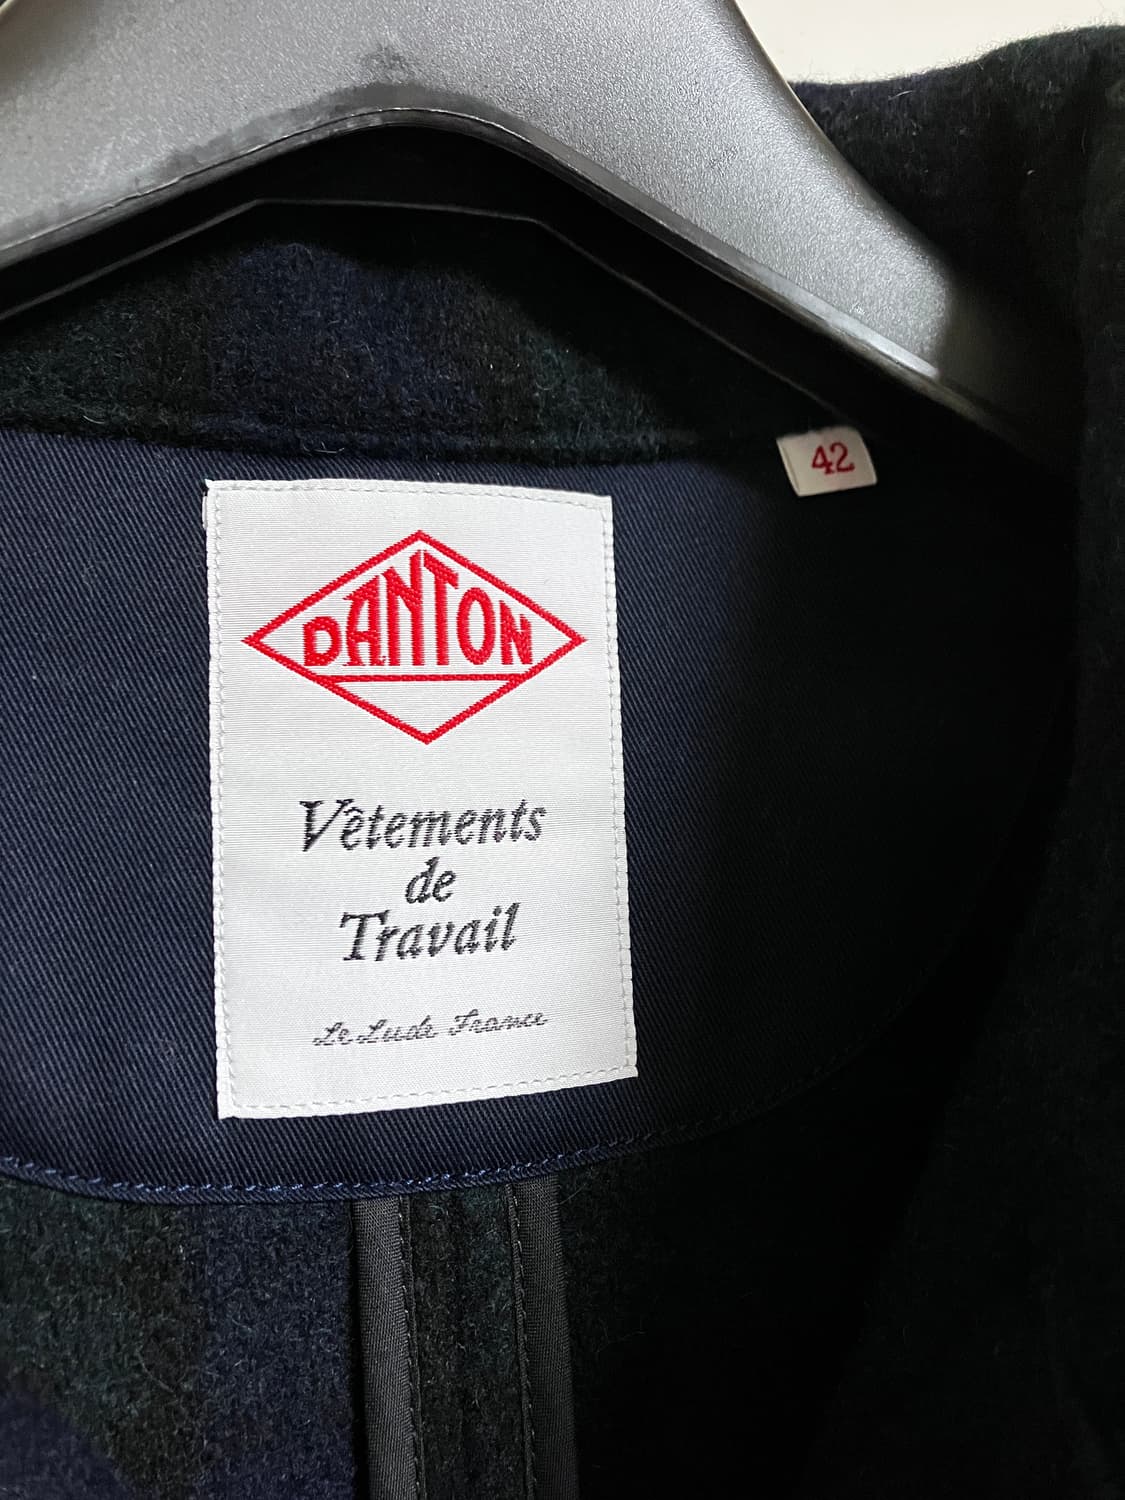 42
DANTON
Vêtements
de
Travail
Le Lude France